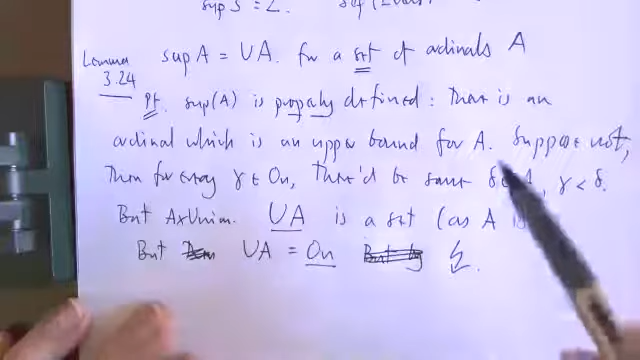 sup S = 2.
Lemma 3.24 sup A = ∪A. for a set of ordinals A
Pf. sup(A) is properly defined: There is an
ordinal which is an upper bound for A. Suppose not,
Then for every γ ∈ On, there'd be some δ ∈ A, γ < δ.
But AxUnion. ∪A is a set (as A is
But ∪A = On ↯.